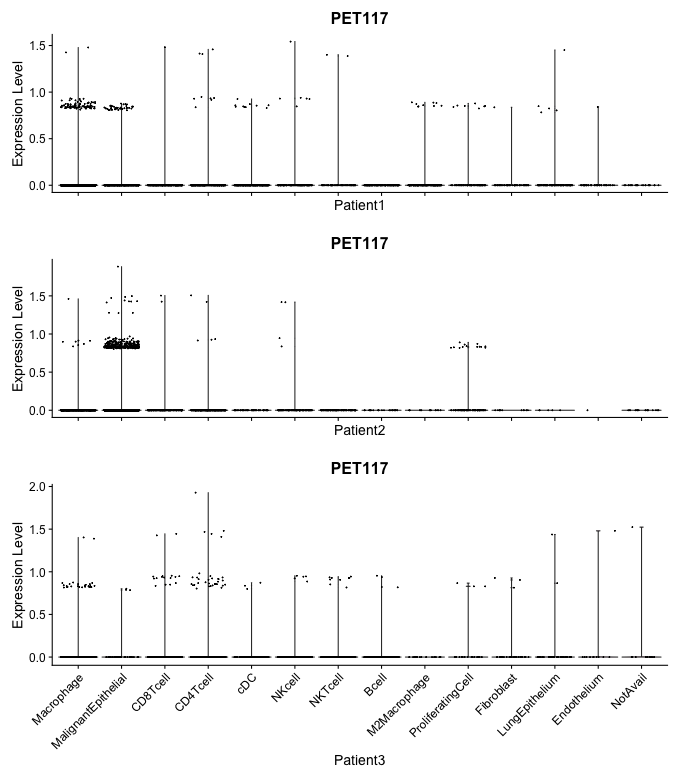 PET117
Expression Level
1.5
1.0
0.5
0.0
Patient1
PET117
Expression Level
1.5
1.0
0.5
0.0
Patient2
PET117
Expression Level
2.0
1.5
1.0
0.5
0.0
Macrophage
MalignantEpithelial
CD8Tcell
CD4Tcell
cDC
NKcell
NKTcell
Bcell
M2Macrophage
ProliferatingCell
Fibroblast
LungEpithelium
Endothelium
NotAvail
Patient3